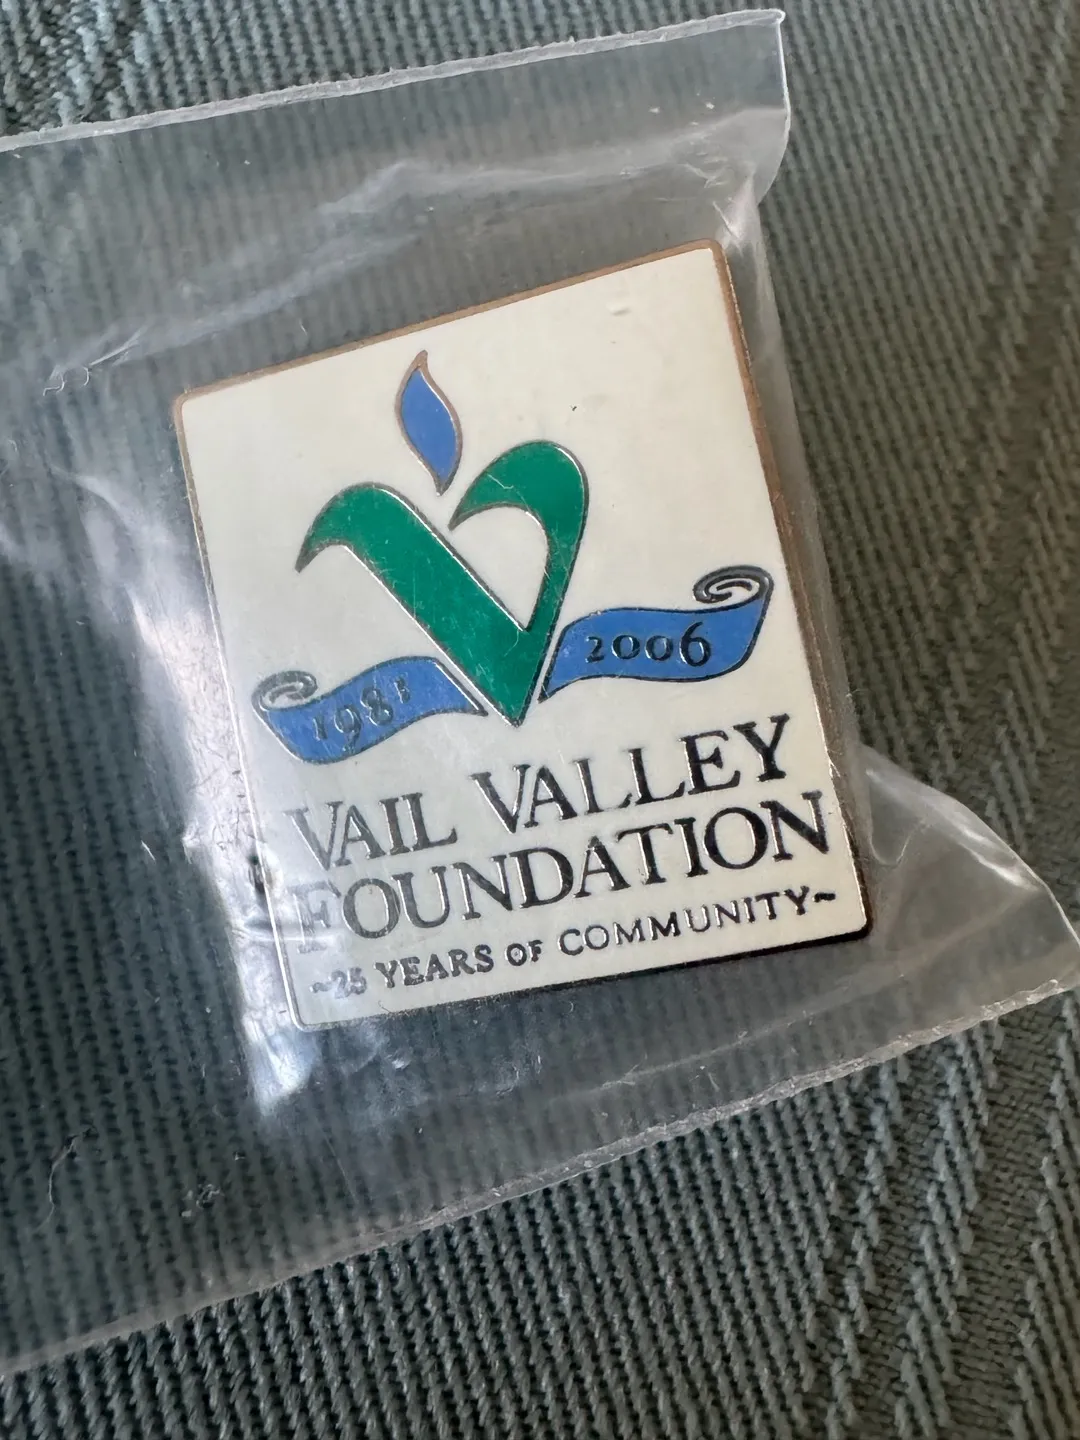 1981
2006
VAIL VALLEY
FOUNDATION
~25 YEARS OF COMMUNITY~